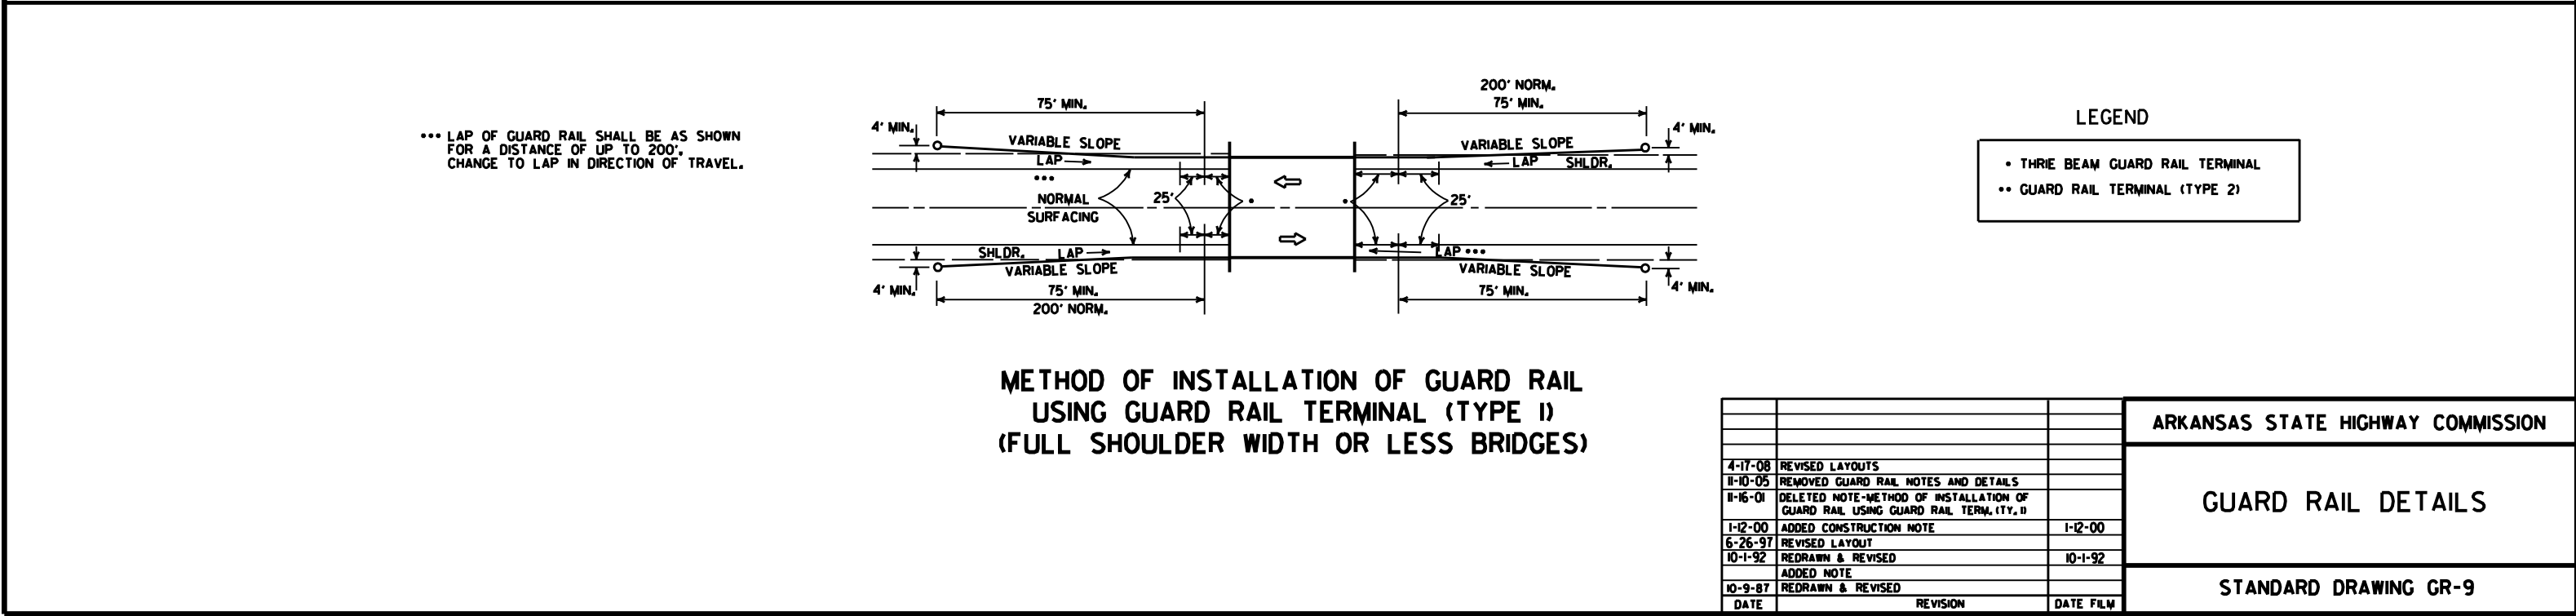 ••• LAP OF GUARD RAIL SHALL BE AS SHOWN
FOR A DISTANCE OF UP TO 200'.
CHANGE TO LAP IN DIRECTION OF TRAVEL.
200' NORM.
75' MIN.
75' MIN.
4' MIN.
4' MIN.
VARIABLE SLOPE
VARIABLE SLOPE
LAP
LAP
SHLDR.
•••
NORMAL
SURFACING
25'
•
•
25'
SHLDR.
LAP
LAP •••
VARIABLE SLOPE
VARIABLE SLOPE
4' MIN.
75' MIN.
75' MIN.
4' MIN.
200' NORM.
METHOD OF INSTALLATION OF GUARD RAIL
USING GUARD RAIL TERMINAL (TYPE 1)
(FULL SHOULDER WIDTH OR LESS BRIDGES)
LEGEND
• THRIE BEAM GUARD RAIL TERMINAL
•• GUARD RAIL TERMINAL (TYPE 2)
4-17-08 REVISED LAYOUTS
11-10-05 REMOVED GUARD RAIL NOTES AND DETAILS
11-16-01 DELETED NOTE-METHOD OF INSTALLATION OF
GUARD RAIL USING GUARD RAIL TERM. (TY. 1)
1-12-00 ADDED CONSTRUCTION NOTE 1-12-00
6-26-97 REVISED LAYOUT
10-1-92 REDRAWN & REVISED 10-1-92
ADDED NOTE
10-9-87 REDRAWN & REVISED
DATE REVISION DATE FILM
ARKANSAS STATE HIGHWAY COMMISSION
GUARD RAIL DETAILS
STANDARD DRAWING GR-9